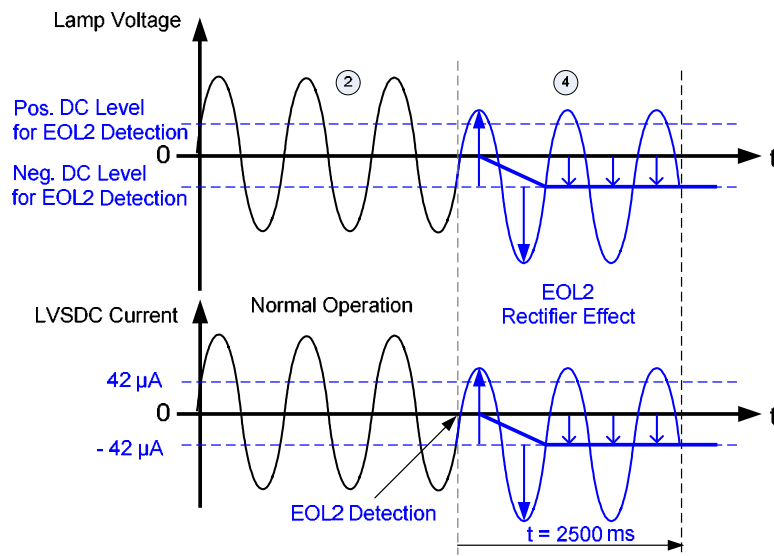 Lamp Voltage
2
4
Pos. DC Level
for EOL2 Detection
0
t
Neg. DC Level
for EOL2 Detection
Normal Operation
EOL2
Rectifier Effect
LVSDC Current
42 µA
0
t
- 42 µA
EOL2 Detection
t = 2500 ms